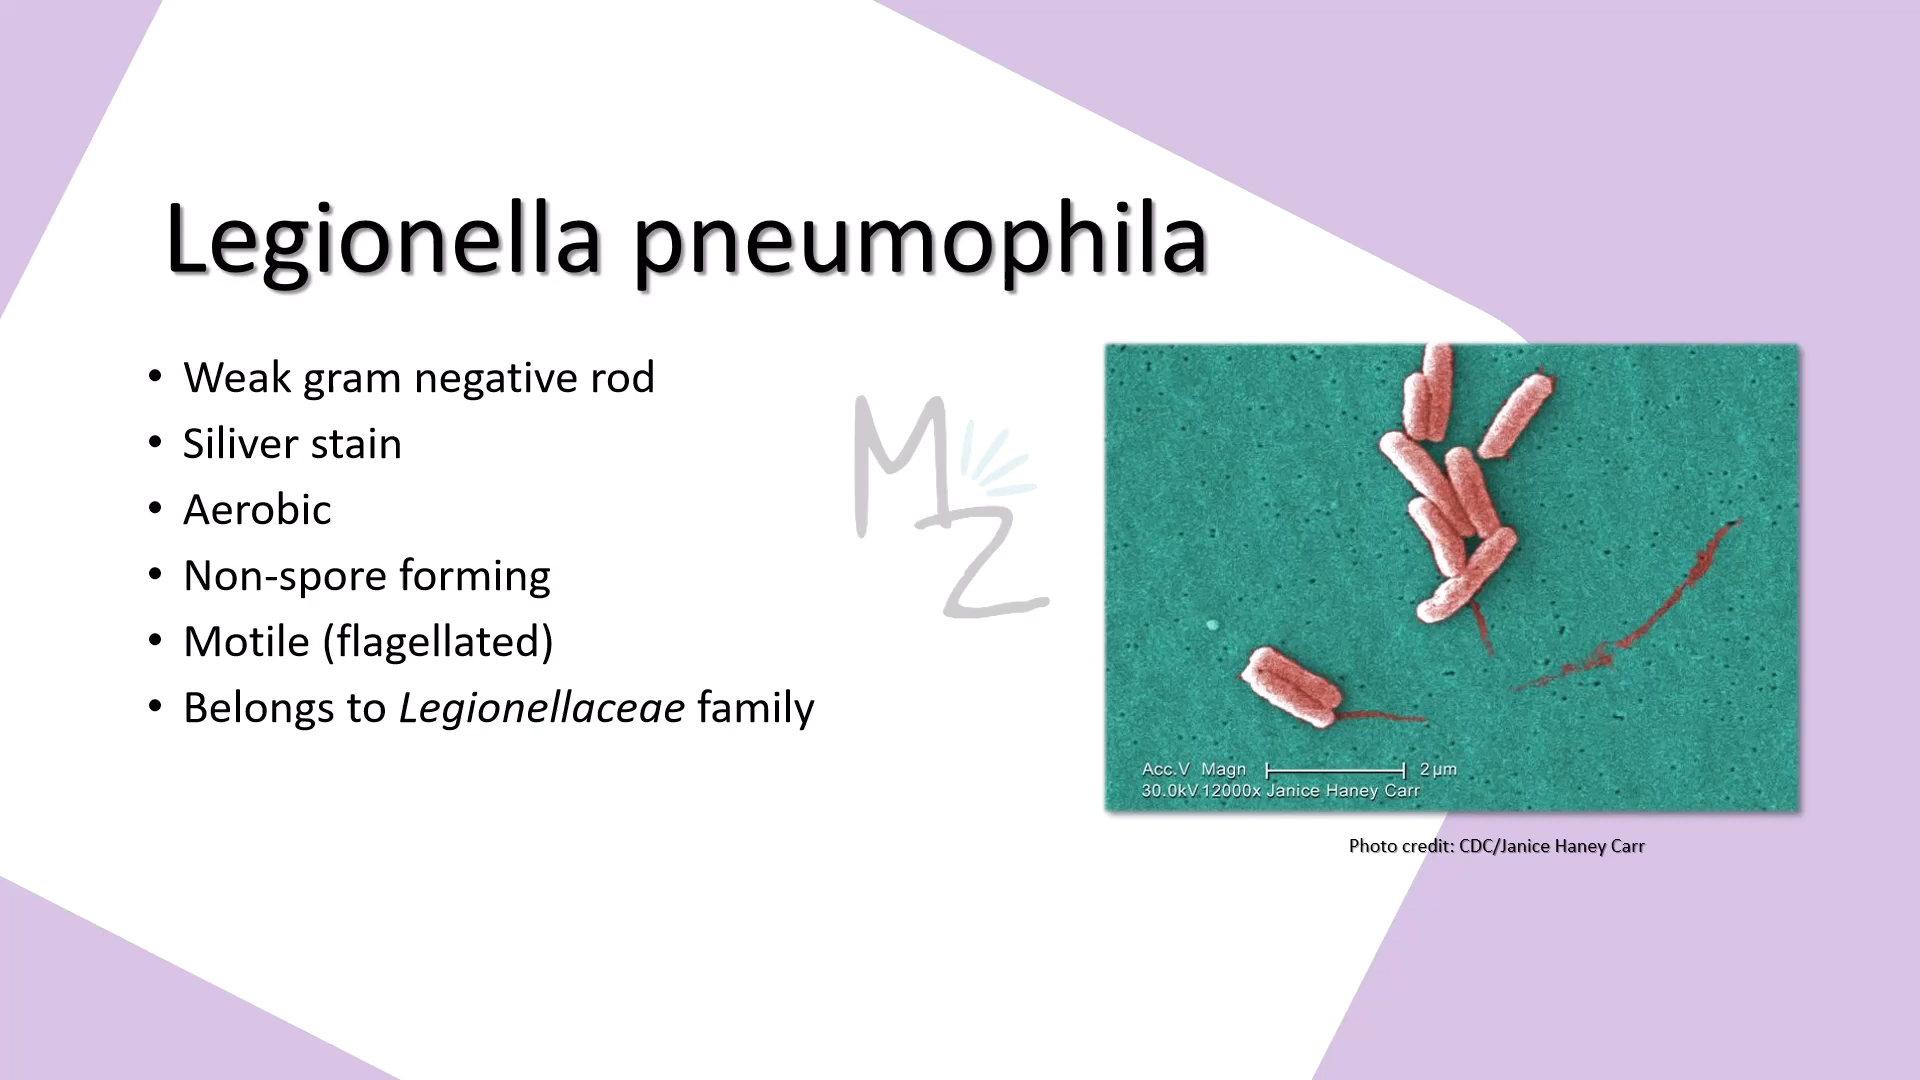 Legionella pneumophila
• Weak gram negative rod
• Siliver stain
• Aerobic
• Non-spore forming
• Motile (flagellated)
• Belongs to Legionellaceae family
MZ
Acc.V Magn 2 µm
30.0kV 12000x Janice Haney Carr
Photo credit: CDC/Janice Haney Carr